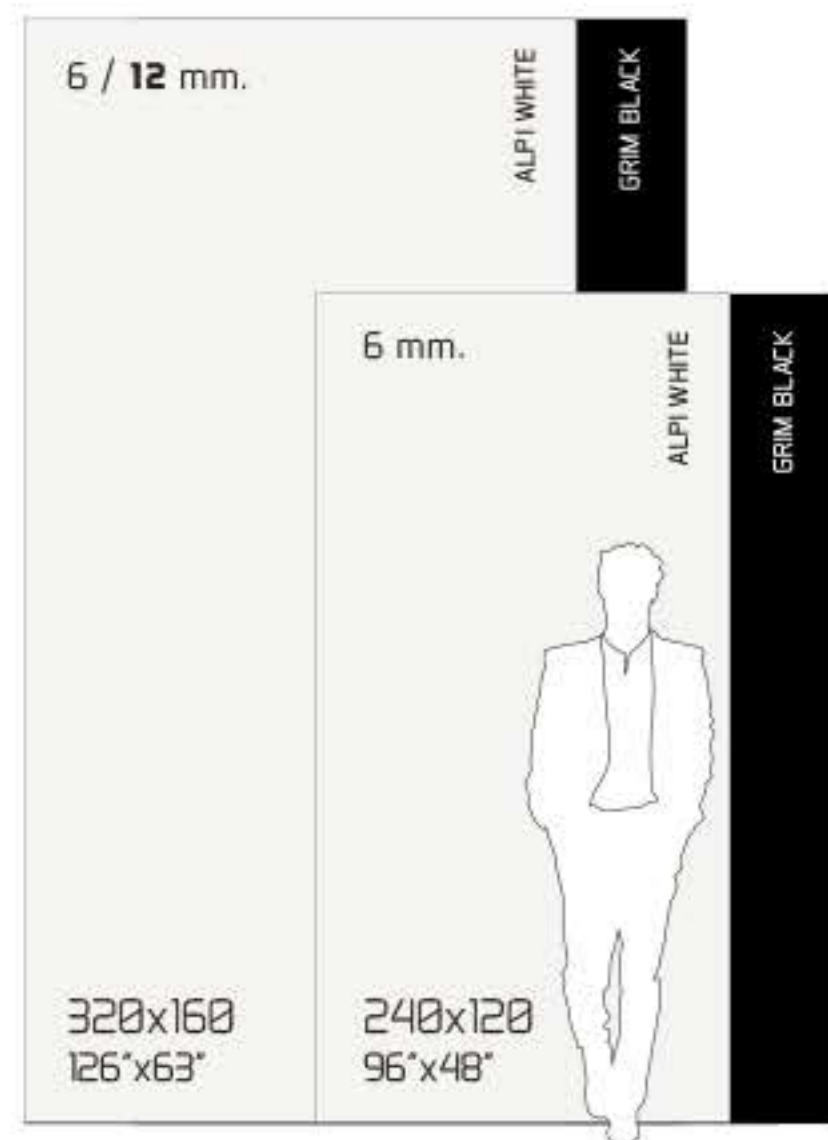 6 / 12 mm.
ALPI WHITE
GRIM BLACK
6 mm.
ALPI WHITE
GRIM BLACK
320x160
126"x63"
240x120
96"x48"